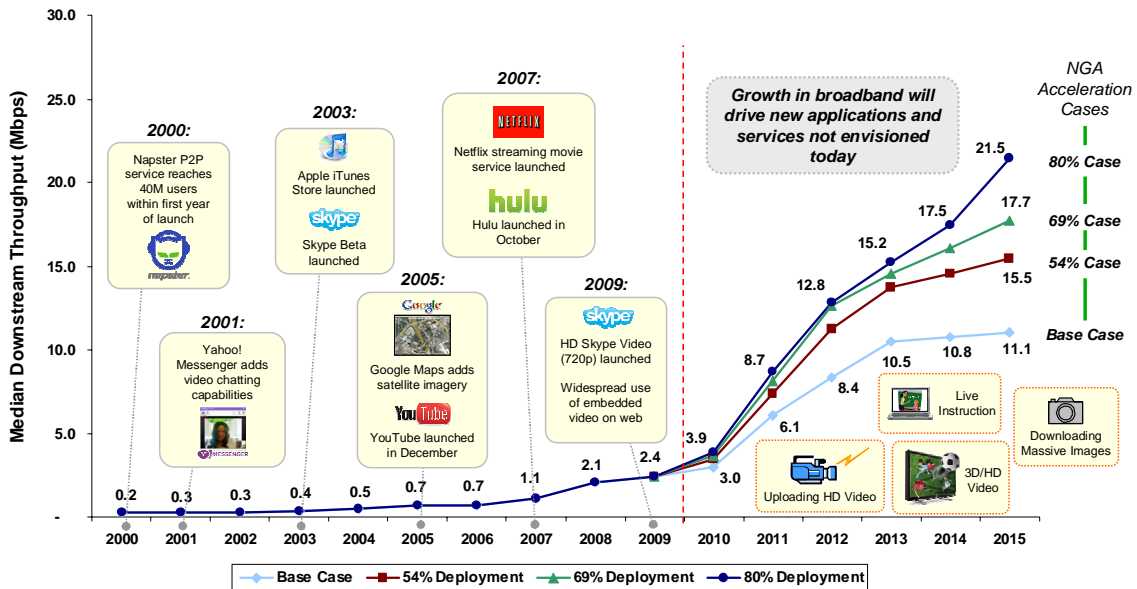 30.0
25.0
20.0
15.0
10.0
5.0
-
Median Downstream Throughput (Mbps)
2000:
Napster P2P
service reaches
40M users
within first year
of launch
napster
2001:
Yahoo!
Messenger adds
video chatting
capabilities
Y! MESSENGER
2003:
Apple iTunes
Store launched
skype
Skype Beta
launched
2005:
Google
Google Maps adds
satellite imagery
YouTube
YouTube launched
in December
2007:
NETFLIX
Netflix streaming movie
service launched
hulu
Hulu launched in
October
2009:
skype
HD Skype Video
(720p) launched
Widespread use
of embedded
video on web
Growth in broadband will
drive new applications and
services not envisioned
today
NGA
Acceleration
Cases
80% Case
69% Case
54% Case
Base Case
0.2
0.3
0.3
0.4
0.5
0.7
0.7
1.1
2.1
2.4
3.9
8.7
12.8
15.2
17.5
21.5
17.7
15.5
3.0
6.1
8.4
10.5
10.8
11.1
Uploading HD Video
Live
Instruction
3D/HD
Video
Downloading
Massive Images
2000 2001 2002 2003 2004 2005 2006 2007 2008 2009 2010 2011 2012 2013 2014 2015
Base Case 54% Deployment 69% Deployment 80% Deployment